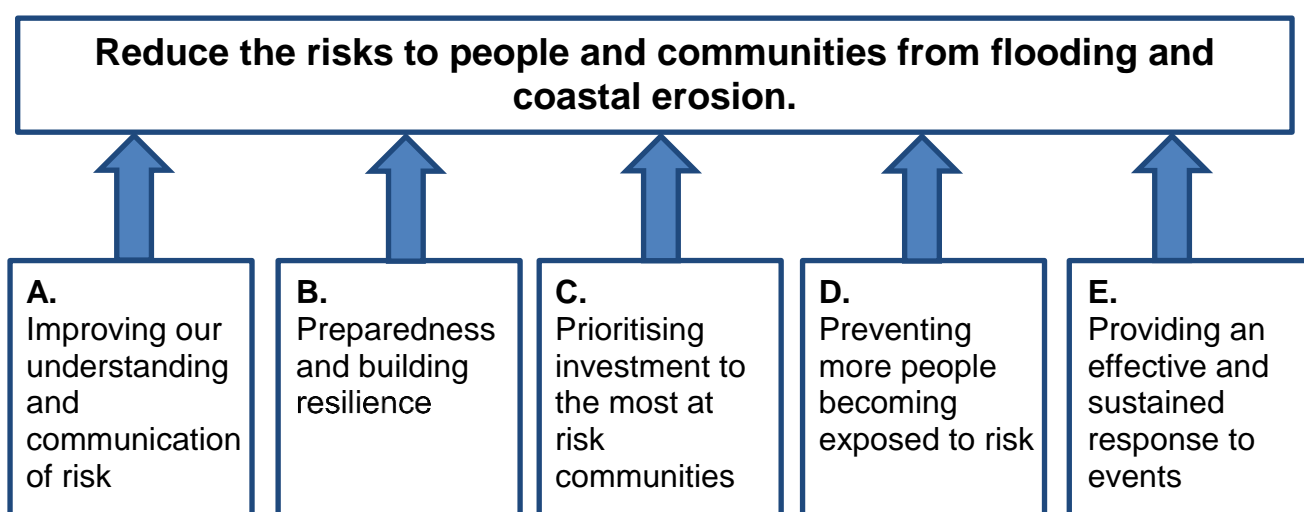 Reduce the risks to people and communities from flooding and
coastal erosion.
A.
Improving our
understanding
and
communication
of risk
B.
Preparedness
and building
resilience
C.
Prioritising
investment to
the most at
risk
communities
D.
Preventing
more people
becoming
exposed to risk
E.
Providing an
effective and
sustained
response to
events